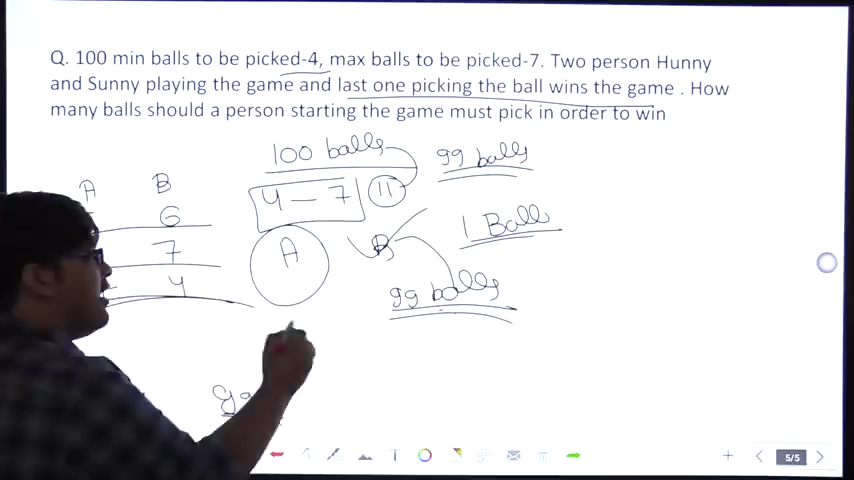 Q. 100 min balls to be picked-4, max balls to be picked-7. Two person Hunny
and Sunny playing the game and last one picking the ball wins the game . How
many balls should a person starting the game must pick in order to win
100 balls
99 balls
A B
4 - 7 11
6
1 Ball
7
A
B
4
99 balls
5/5